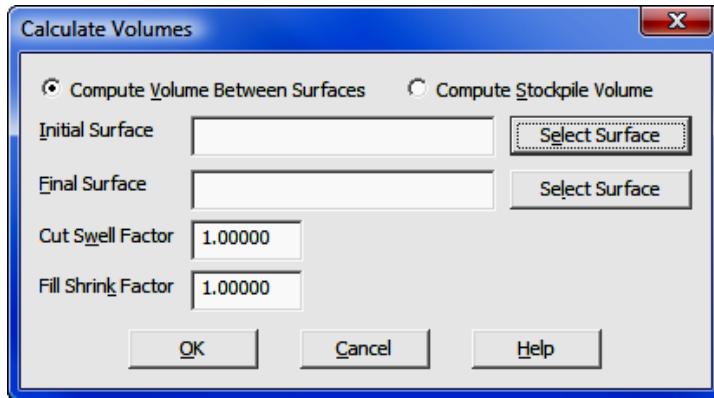 Calculate Volumes
Compute Volume Between Surfaces Compute Stockpile Volume
Initial Surface Select Surface
Final Surface Select Surface
Cut Swell Factor 1.00000
Fill Shrink Factor 1.00000
OK Cancel Help